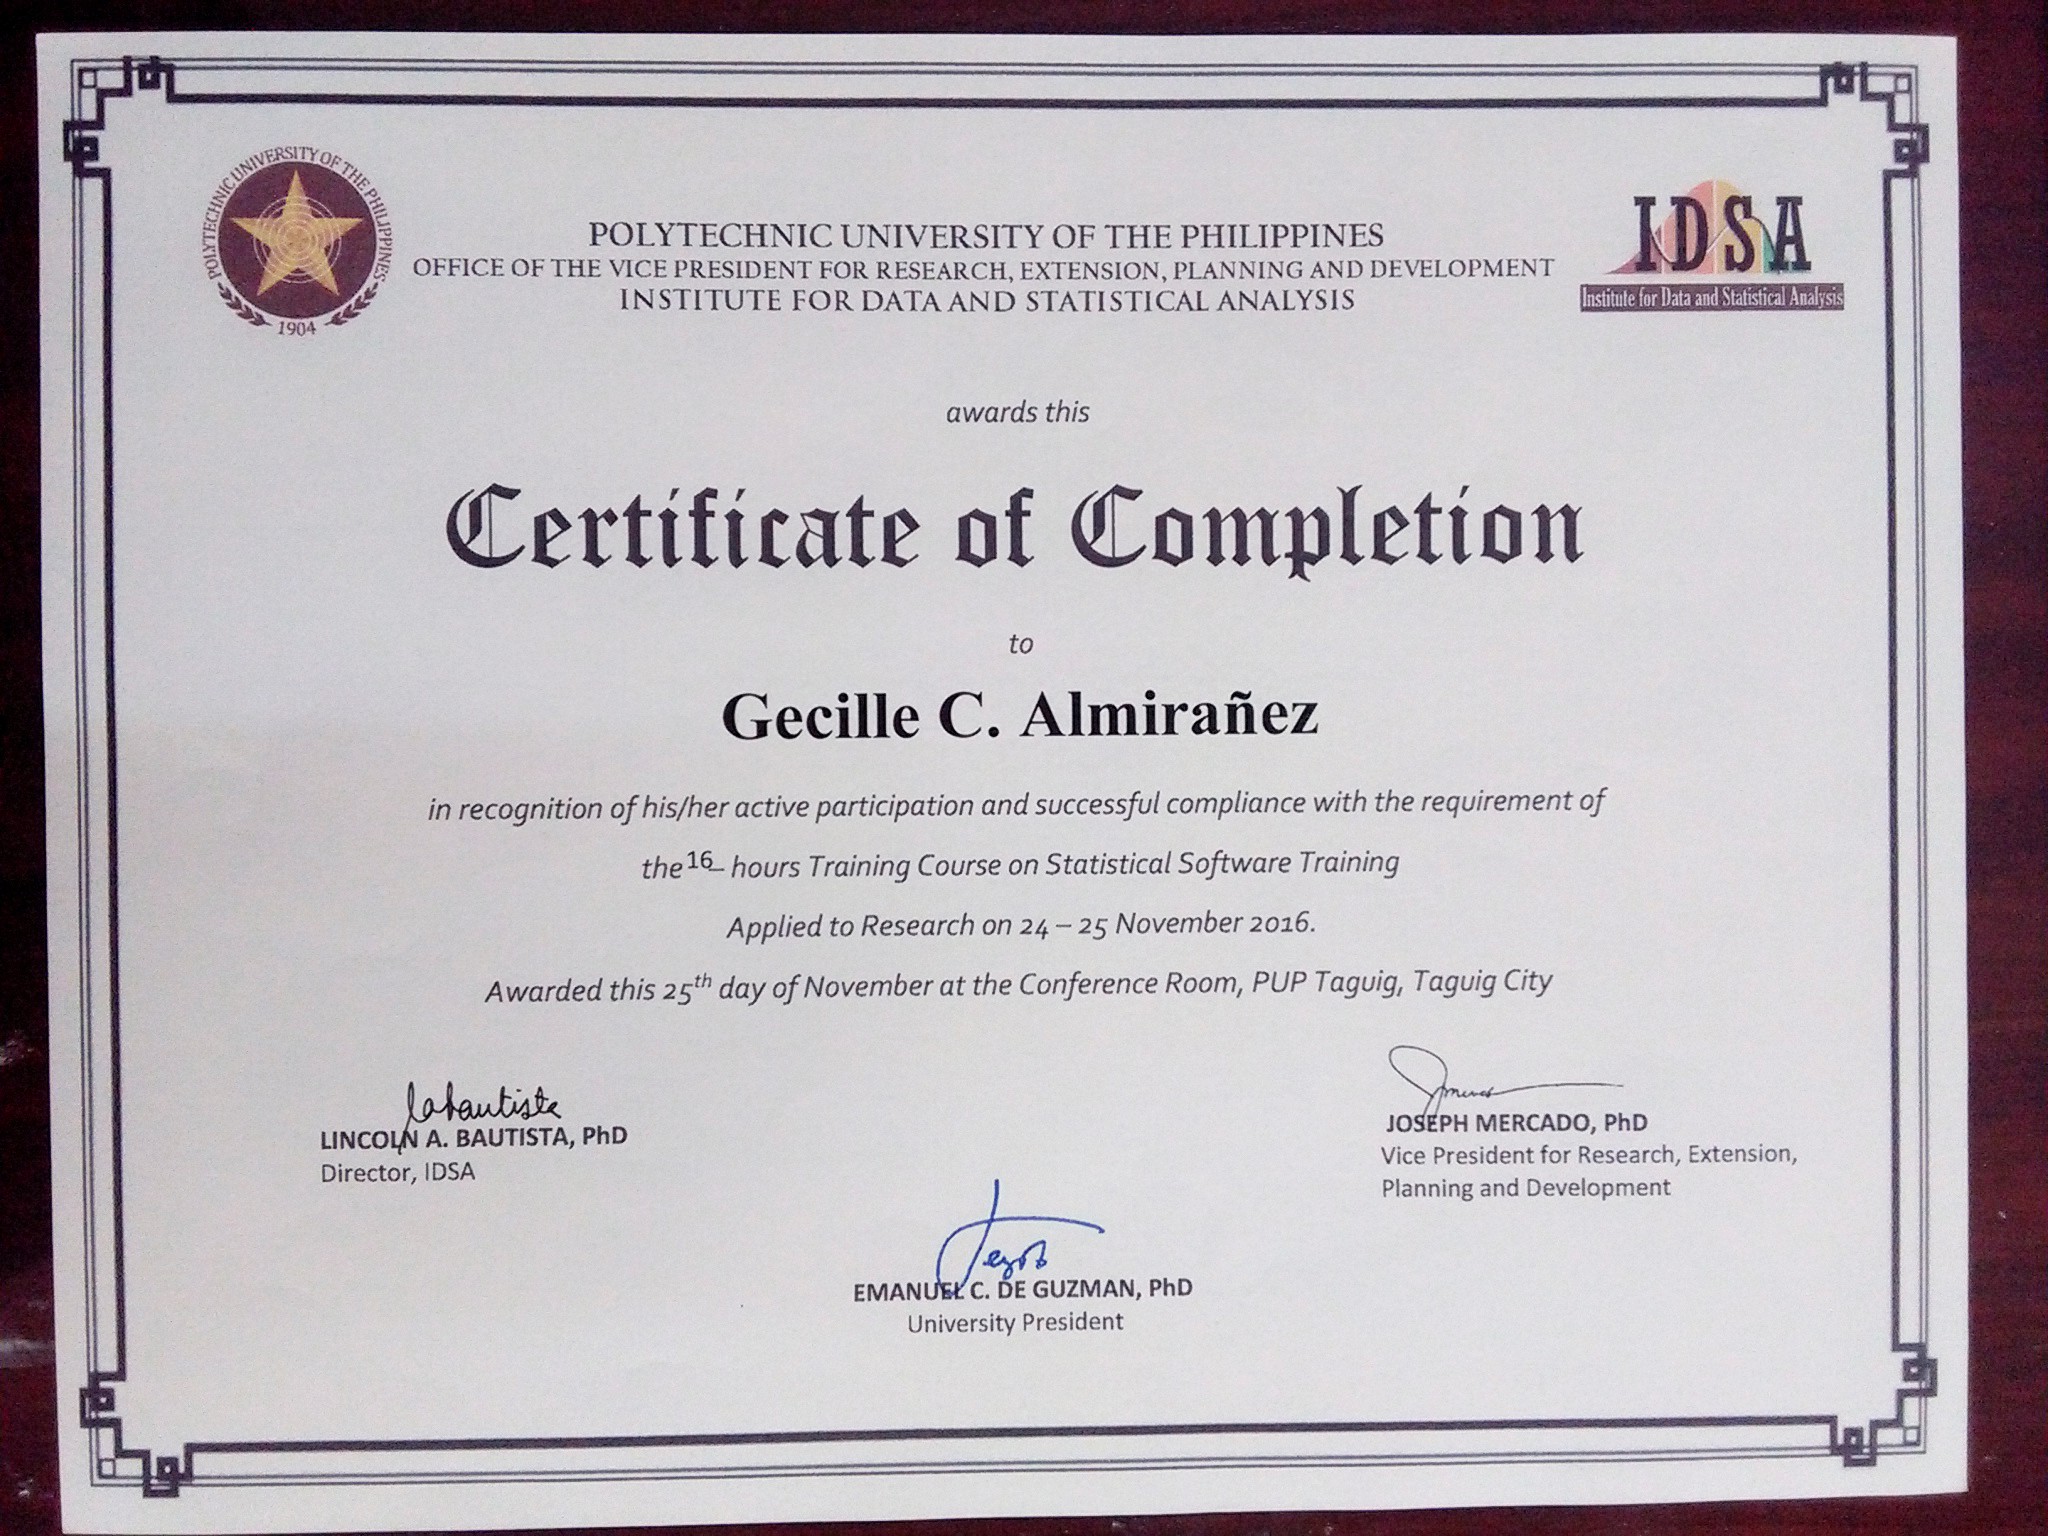 POLYTECHNIC UNIVERSITY OF THE PHILIPPINES
1904
POLYTECHNIC UNIVERSITY OF THE PHILIPPINES
OFFICE OF THE VICE PRESIDENT FOR RESEARCH, EXTENSION, PLANNING AND DEVELOPMENT
INSTITUTE FOR DATA AND STATISTICAL ANALYSIS
IDSA
Institute for Data and Statistical Analysis
awards this
Certificate of Completion
to
Gecille C. Almirañez
in recognition of his/her active participation and successful compliance with the requirement of
the 16 – hours Training Course on Statistical Software Training
Applied to Research on 24 – 25 November 2016.
Awarded this 25th day of November at the Conference Room, PUP Taguig, Taguig City
labautista
LINCOLN A. BAUTISTA, PhD
Director, IDSA
JOSEPH MERCADO, PhD
Vice President for Research, Extension,
Planning and Development
EMANUEL C. DE GUZMAN, PhD
University President